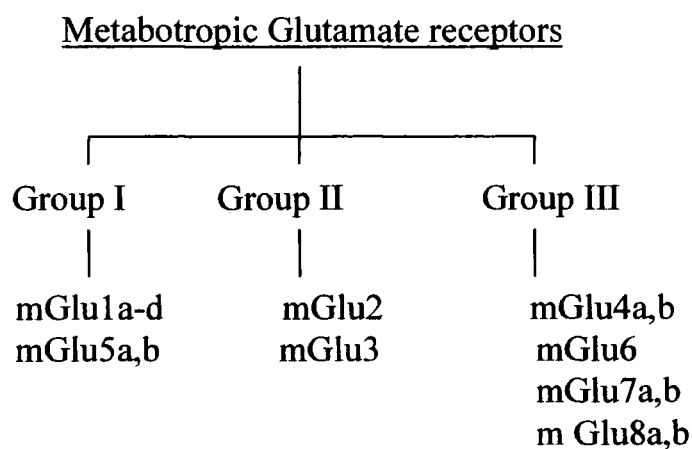 Metabotropic Glutamate receptors
Group I Group II Group III
mGlu1a-d mGlu2 mGlu4a,b
mGlu5a,b mGlu3 mGlu6
mGlu7a,b
m Glu8a,b